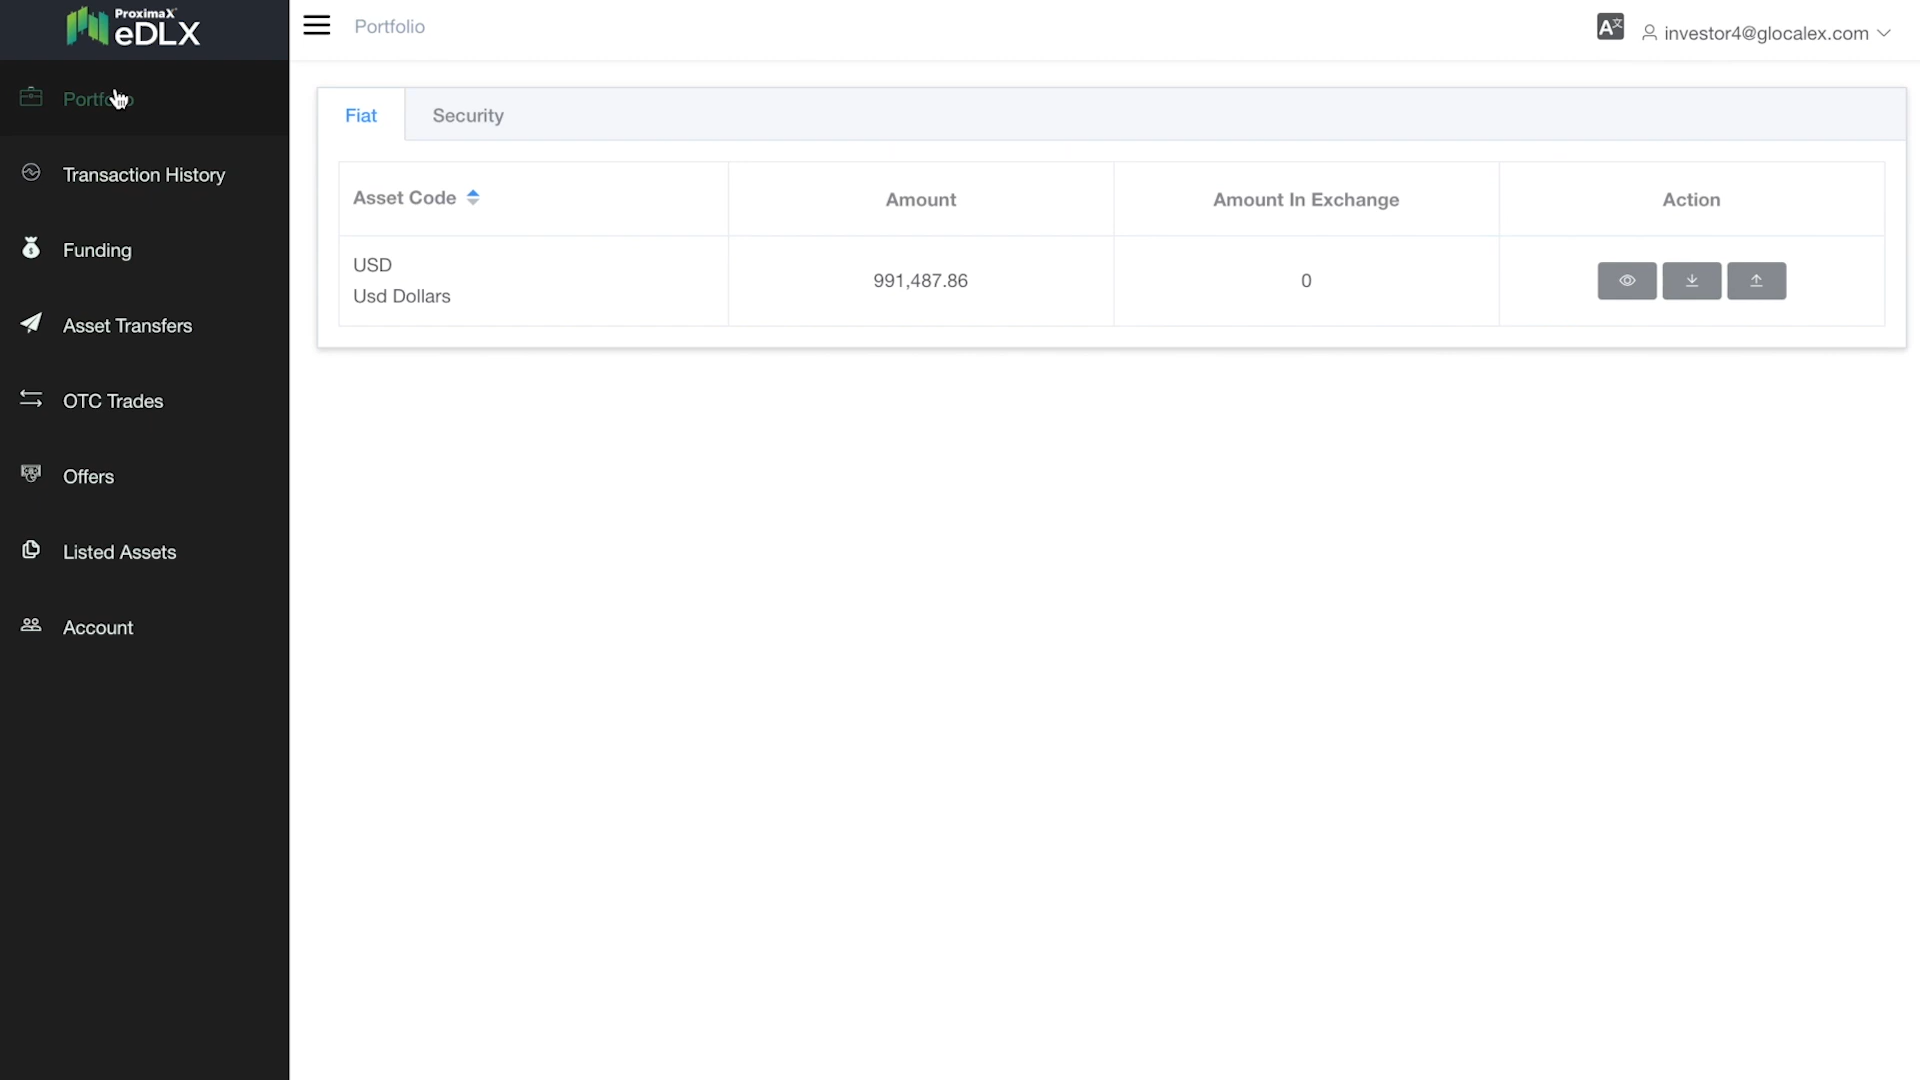 ProximaX
eDLX
Portfolio
investor4@glocalex.com
Transaction History
Funding
Asset Transfers
OTC Trades
Offers
Listed Assets
Account
Fiat
Security
Asset Code
Amount
Amount In Exchange
Action
USD
Usd Dollars
991,487.86
0